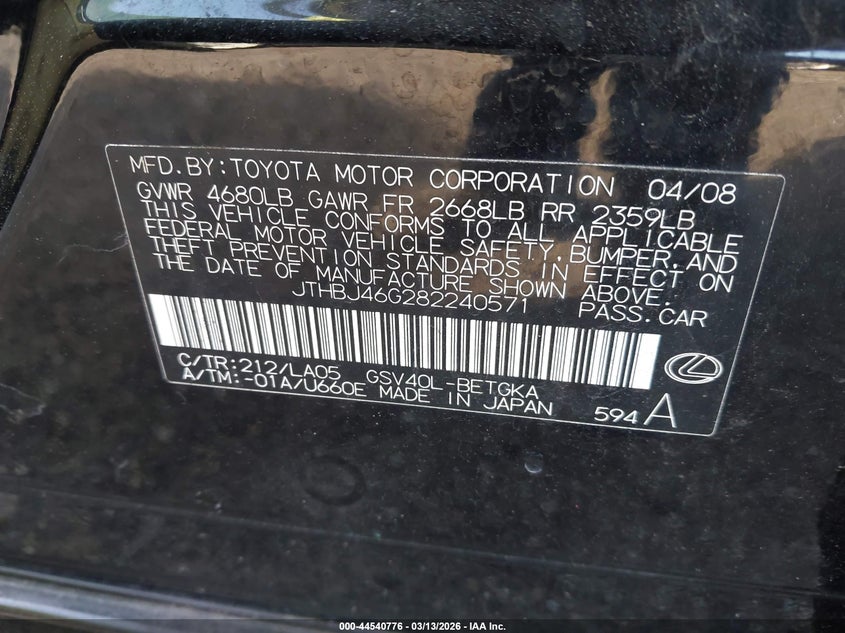 MFD.BY:TOYOTA MOTOR CORPORATION 04/08
GVWR 4680LB GAWR FR 2668LB RR 2359LB
THIS VEHICLE CONFORMS TO ALL APPLICABLE
FEDERAL MOTOR VEHICLE SAFETY,BUMPER,AND
THEFT PREVENTION STANDARDS IN EFFECT ON
THE DATE OF MANUFACTURE SHOWN ABOVE.
JTHBJ46G282240571 PASS.CAR
C/TR:212/LA05 GSV40L-BETGKA
A/TM:-01A/U660E MADE IN JAPAN 594 A
000-44540776 - 03/13/2026 - IAA Inc.